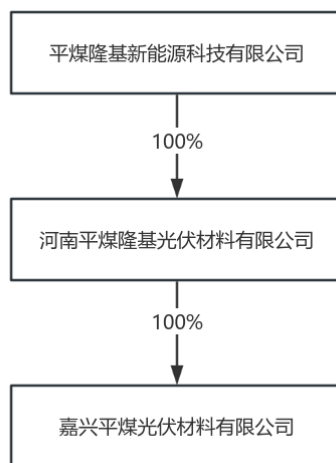 平煤隆基新能源科技有限公司
100%
河南平煤隆基光伏材料有限公司
100%
嘉兴平煤光伏材料有限公司